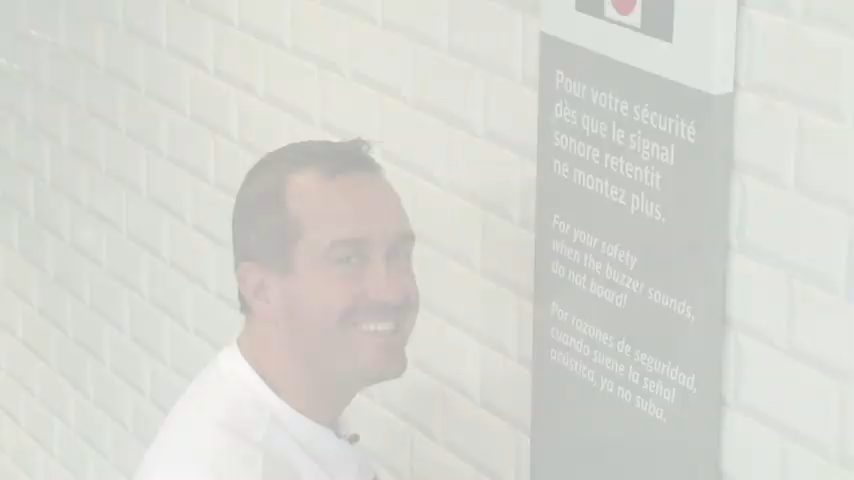 Pour votre sécurité
dès que le signal
sonore retentit
ne montez plus.
For your safety
when the buzzer sounds,
do not board!
Por razones de seguridad,
cuando suene la señal
acústica, ya no suba.